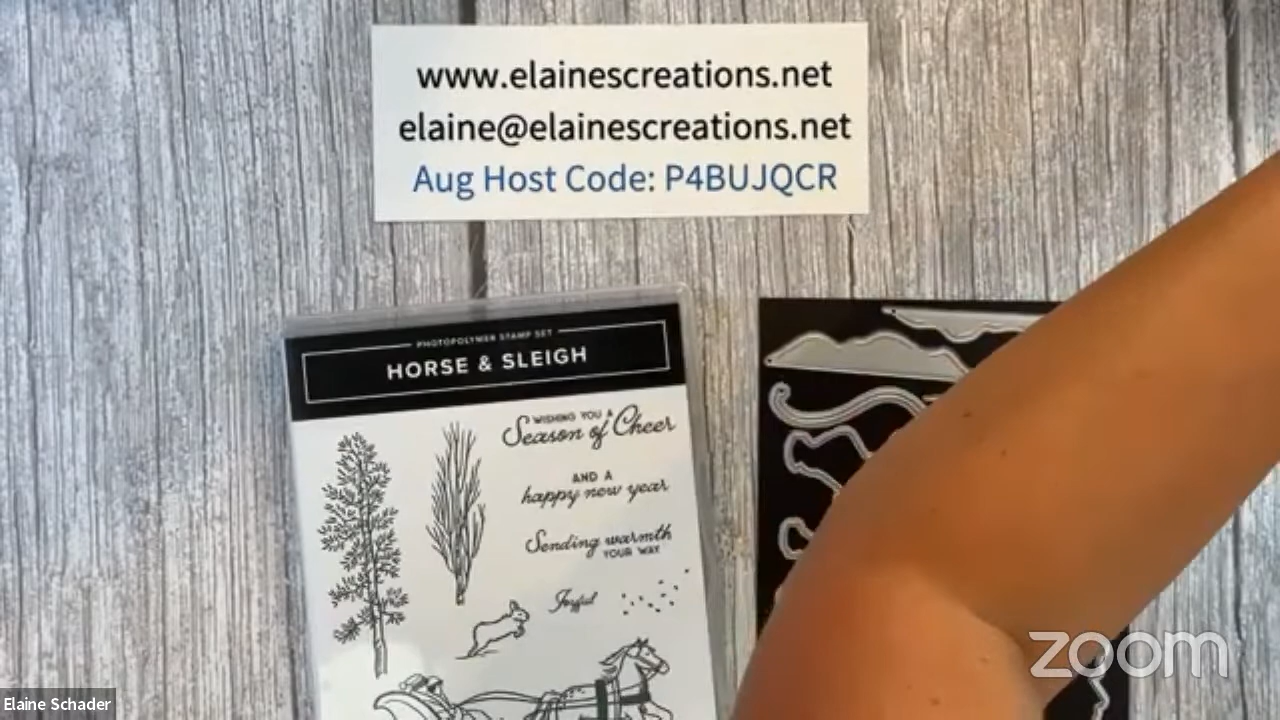 www.elainescreations.net
elaine@elainescreations.net
Aug Host Code: P4BUJQCR
PHOTOPOLYMER STAMP SET
HORSE & SLEIGH
WISHING YOU A
Season of Cheer
AND A
happy new year
Sending warmth
YOUR WAY
Joyful
zoom
Elaine Schader